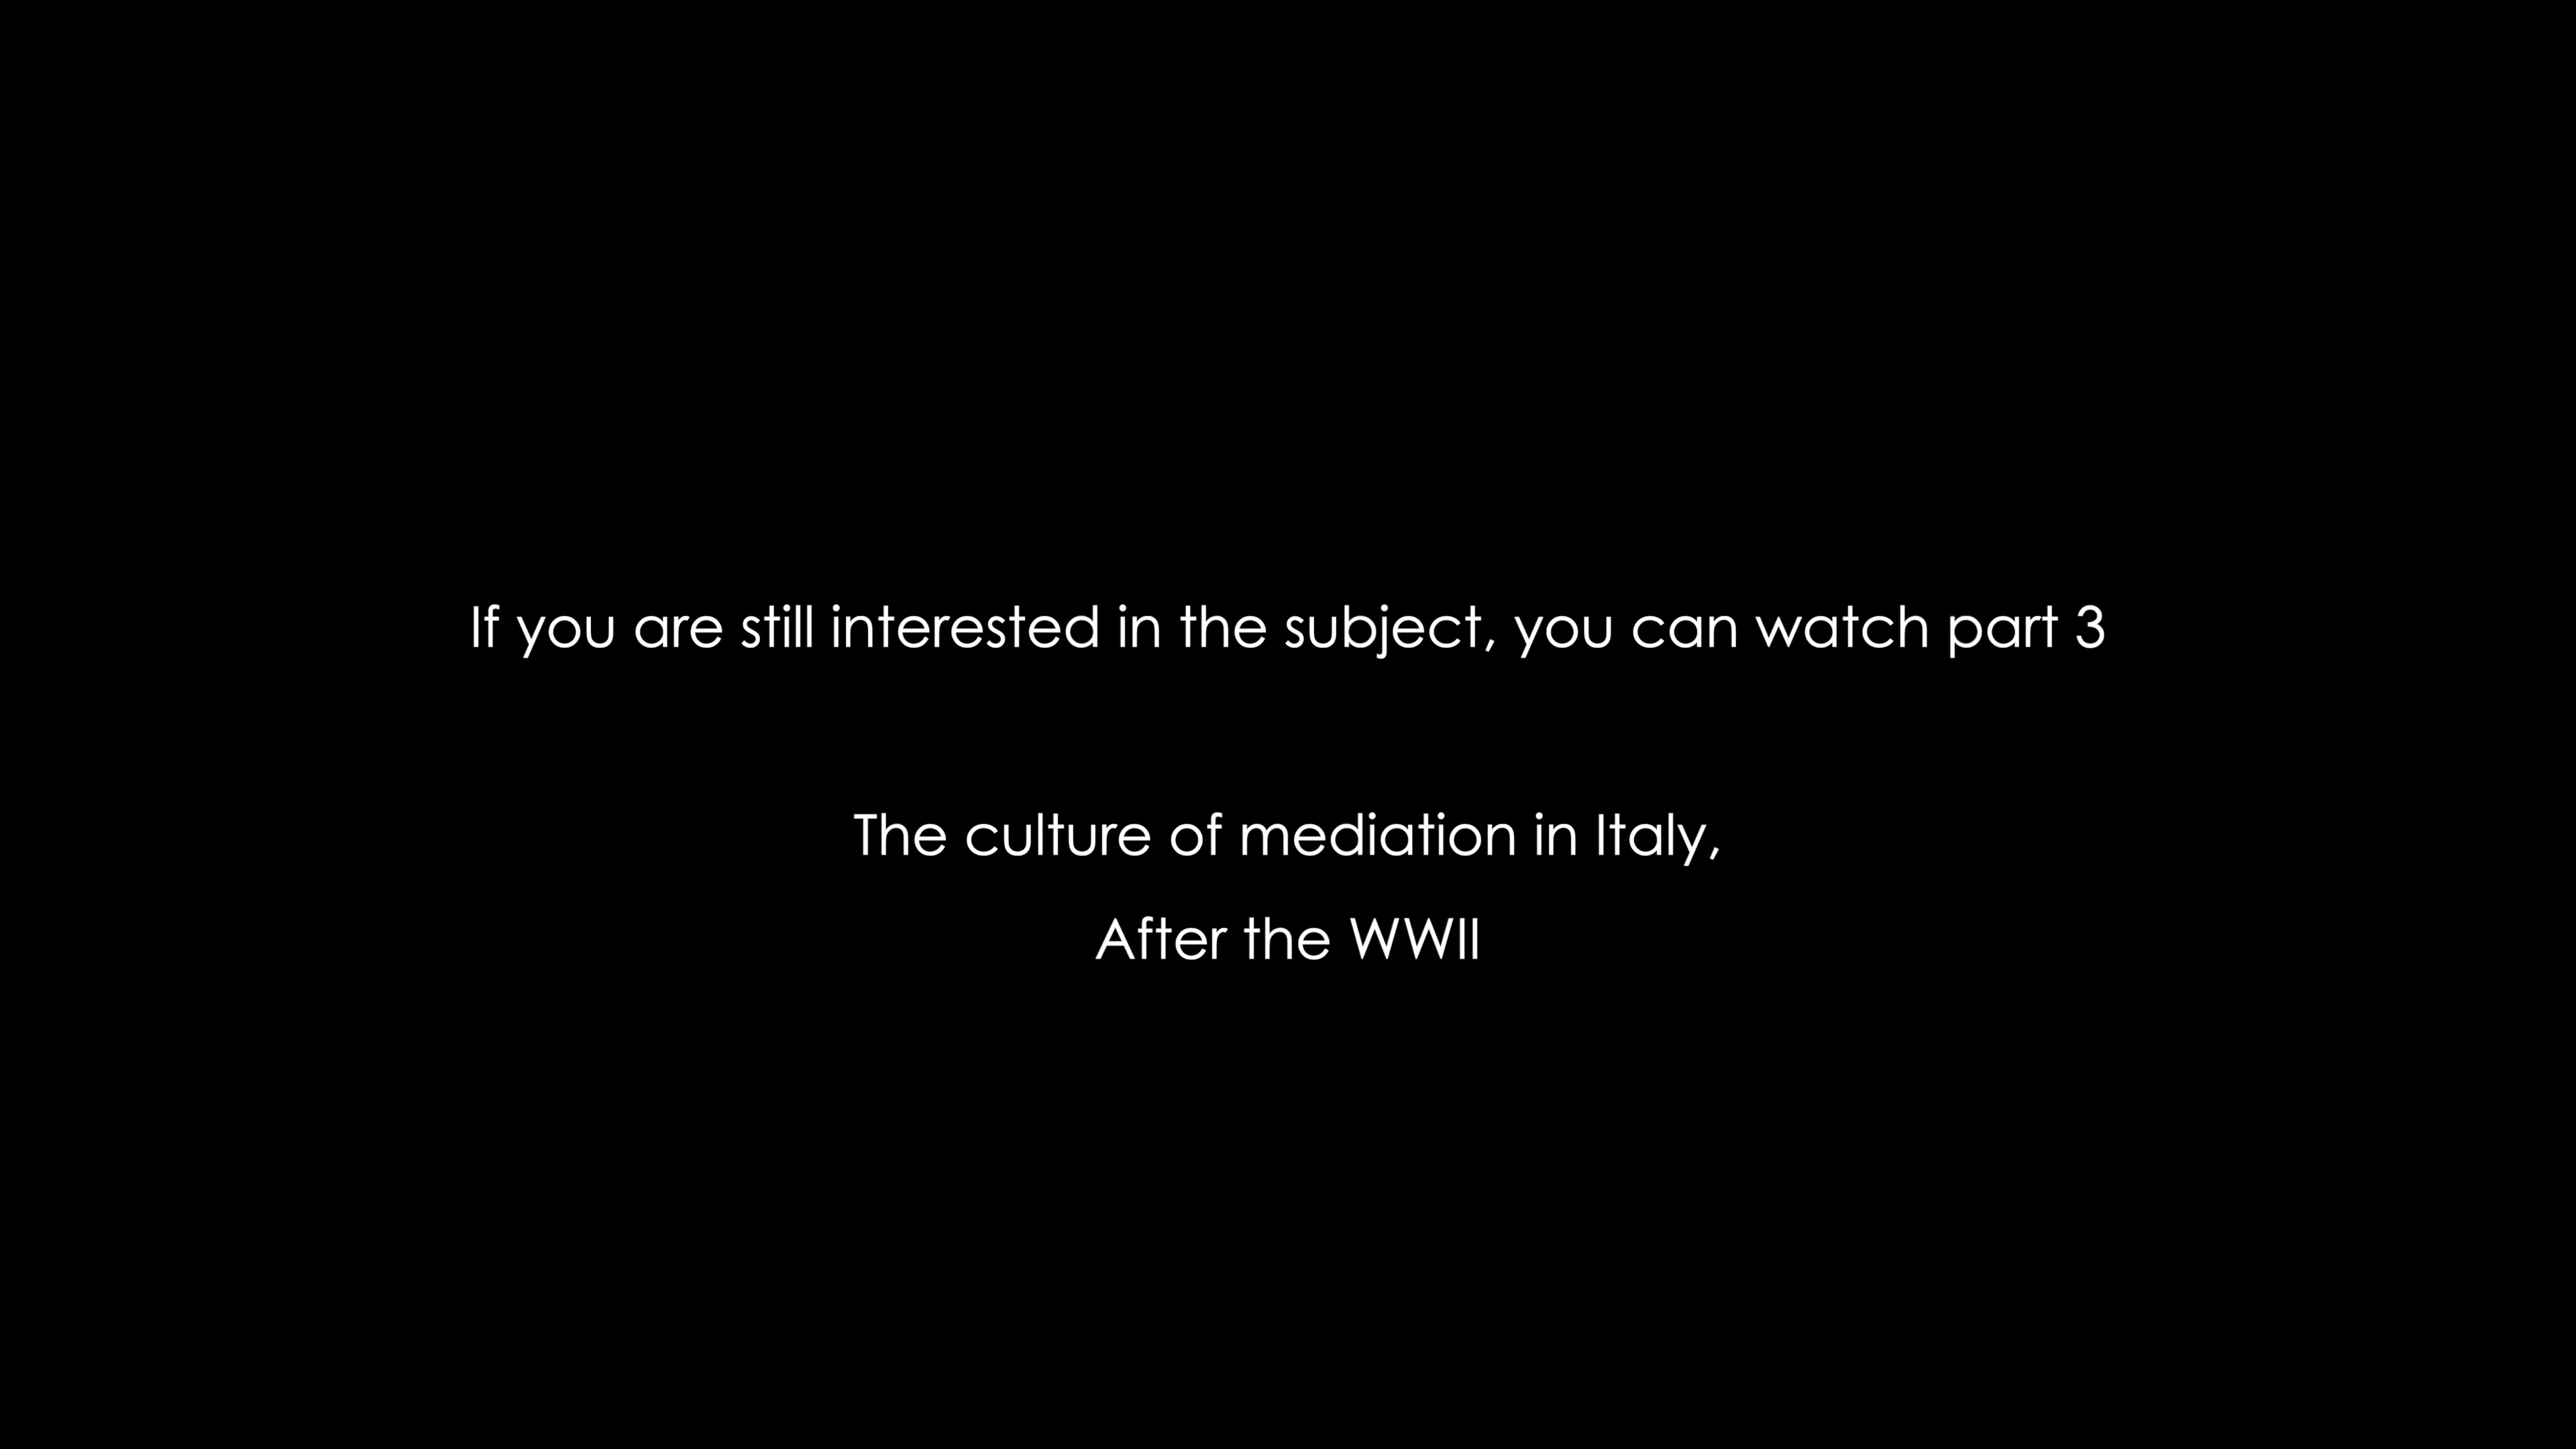 If you are still interested in the subject, you can watch part 3
The culture of mediation in Italy,
After the WWII